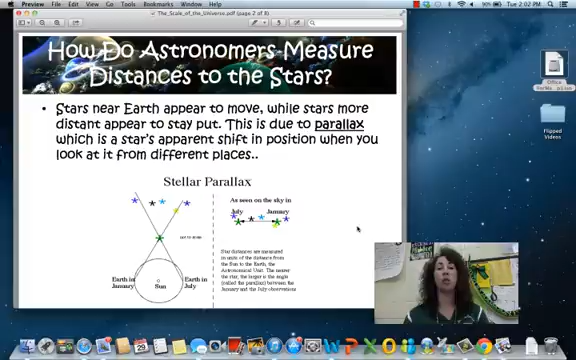 Preview File Edit View Go Tools Bookmarks Window Help
Tue 2:02 PM
The_Scale_of_the_Universe.pdf (page 2 of 8)
How Do Astronomers Measure
Distances to the Stars?
• Stars near Earth appear to move, while stars more
distant appear to stay put. This is due to parallax
which is a star's apparent shift in position when you
look at it from different places..
Stellar Parallax
As seen on the sky in
July January
Earth in
January
Sun
Earth in
July
Star distances are measured
in units of the distance from
the Sun to the Earth, the
Astronomical Unit. The nearer
the star, the larger is the angle
(called the parallax) between the
January and the July observations
Office
Flipped
Videos